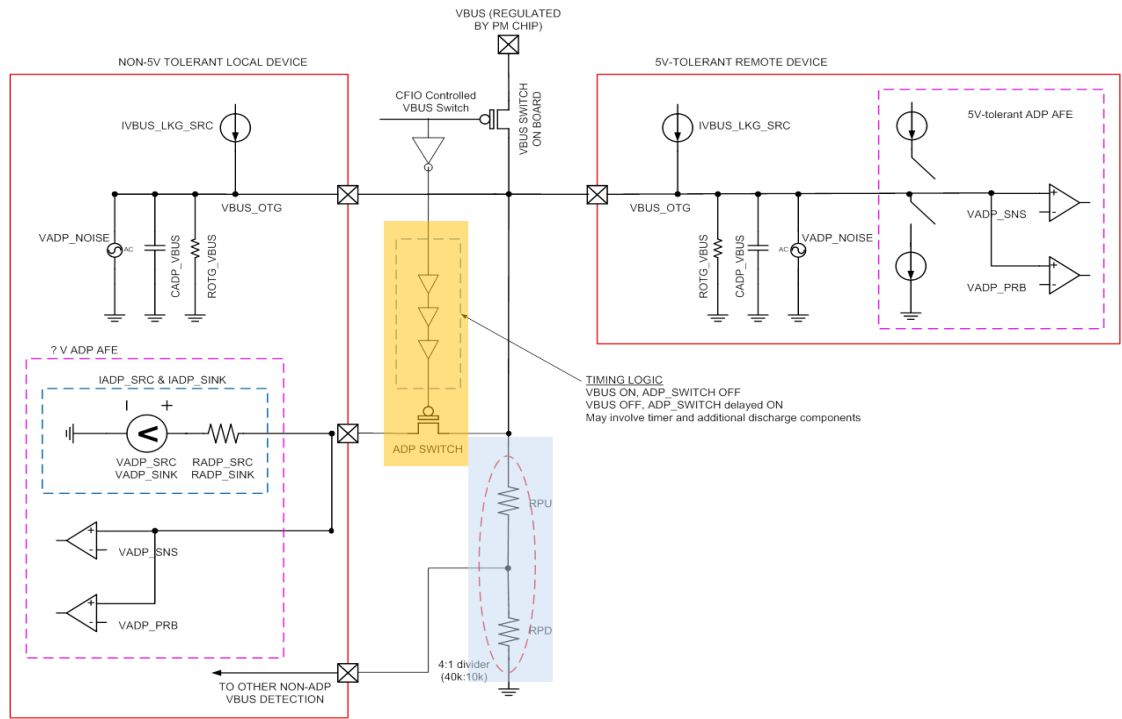 VBUS (REGULATED
BY PM CHIP)
NON-5V TOLERANT LOCAL DEVICE
5V-TOLERANT REMOTE DEVICE
CFIO Controlled
VBUS Switch
VBUS SWITCH
ON BOARD
IVBUS_LKG_SRC
IVBUS_LKG_SRC
5V-tolerant ADP AFE
VBUS_OTG
VBUS_OTG
VADP_SNS
VADP_NOISE
AC
CADP_VBUS
ROTG_VBUS
ROTG_VBUS
CADP_VBUS
AC
VADP_NOISE
VADP_PRB
+
-
+
-
? V ADP AFE
IADP_SRC & IADP_SINK
V
VADP_SRC
VADP_SINK
RADP_SRC
RADP_SINK
ADP SWITCH
TIMING LOGIC
VBUS ON, ADP_SWITCH OFF
VBUS OFF, ADP_SWITCH delayed ON
May involve timer and additional discharge components
RPU
+
-
VADP_SNS
+
-
VADP_PRB
RPD
4:1 divider
(40k:10k)
TO OTHER NON-ADP
VBUS DETECTION